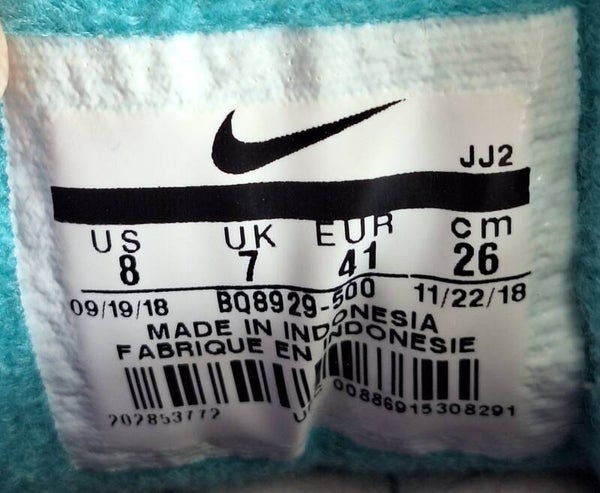 JJ2
US UK EUR cm
8 7 41 26
09/19/18 BQ8929-500 11/22/18
MADE IN INDONESIA
FABRIQUE EN INDONESIE
202853772 00886915308291